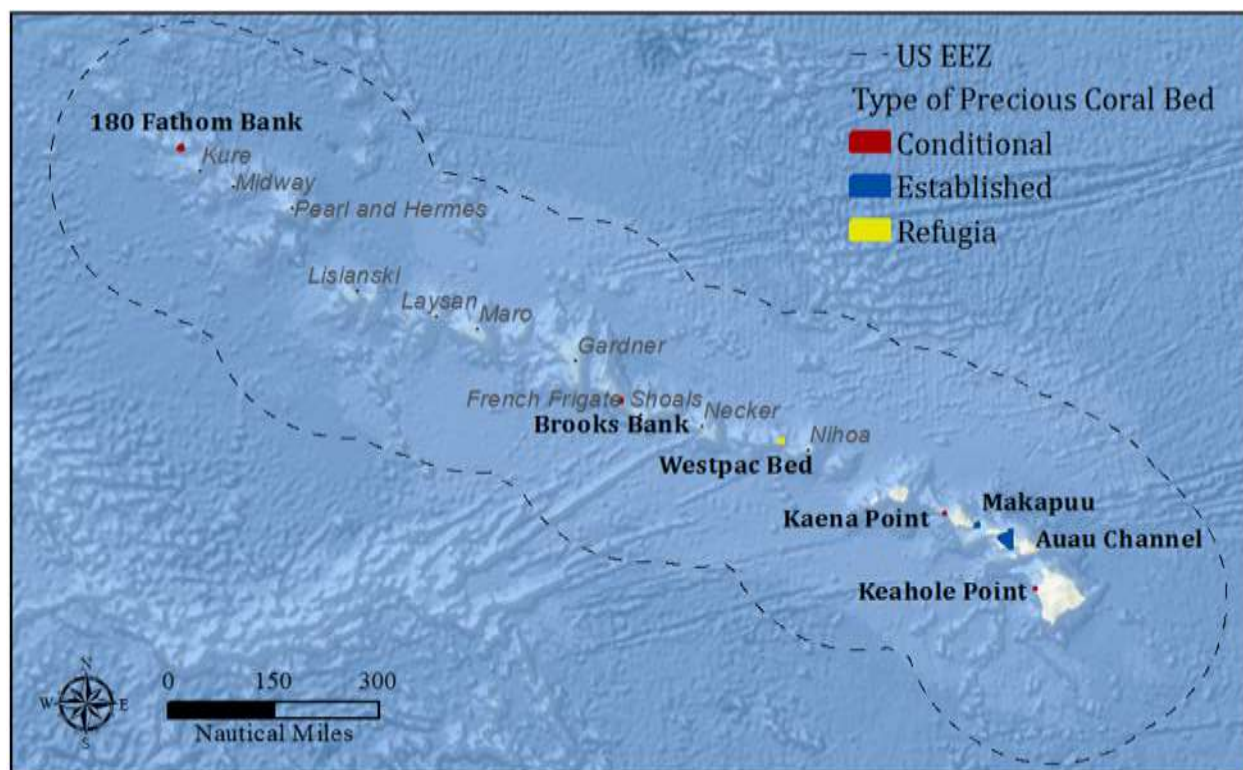 US EEZ
Type of Precious Coral Bed
Conditional
Established
Refugia
180 Fathom Bank
Kure
Midway
Pearl and Hermes
Lisianski
Laysan
Maro
Gardner
French Frigate Shoals
Brooks Bank
Necker
Nihoa
Westpac Bed
Kaena Point
Makapuu
Auau Channel
Keahole Point
N
W
E
S
0 150 300
Nautical Miles